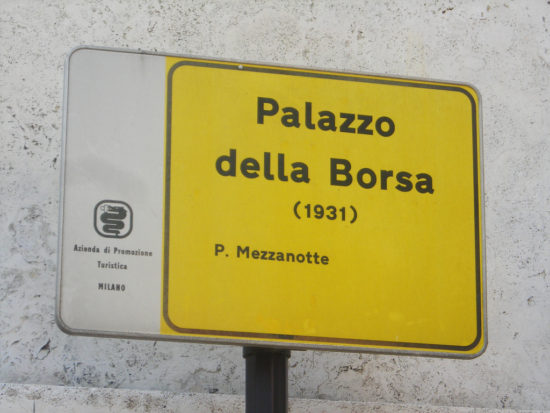 Palazzo
della Borsa
(1931)
P. Mezzanotte
Azienda di Promozione
Turistica
MILANO